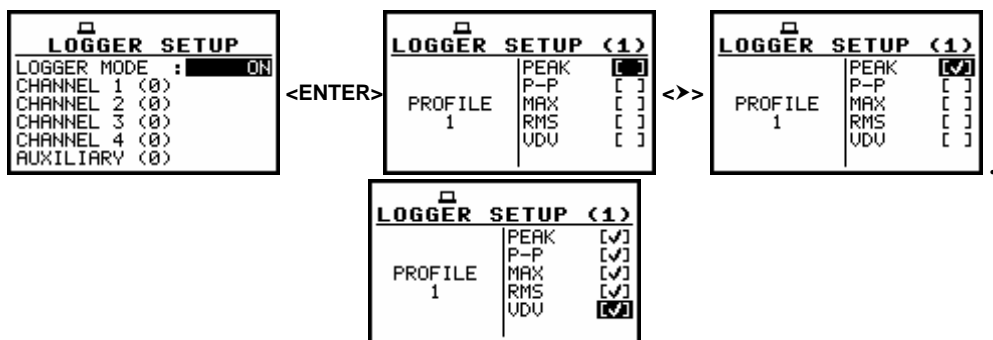 LOGGER SETUP
LOGGER MODE : ON
CHANNEL 1 (0)
CHANNEL 2 (0)
CHANNEL 3 (0)
CHANNEL 4 (0)
AUXILIARY (0)
<ENTER>
LOGGER SETUP (1)
PROFILE
1
PEAK [ ]
P-P [ ]
MAX [ ]
RMS [ ]
VDV [ ]
<➤>
LOGGER SETUP (1)
PROFILE
1
PEAK [✓]
P-P [ ]
MAX [ ]
RMS [ ]
VDV [ ]
LOGGER SETUP (1)
PROFILE
1
PEAK [✓]
P-P [✓]
MAX [✓]
RMS [✓]
VDV [✓]